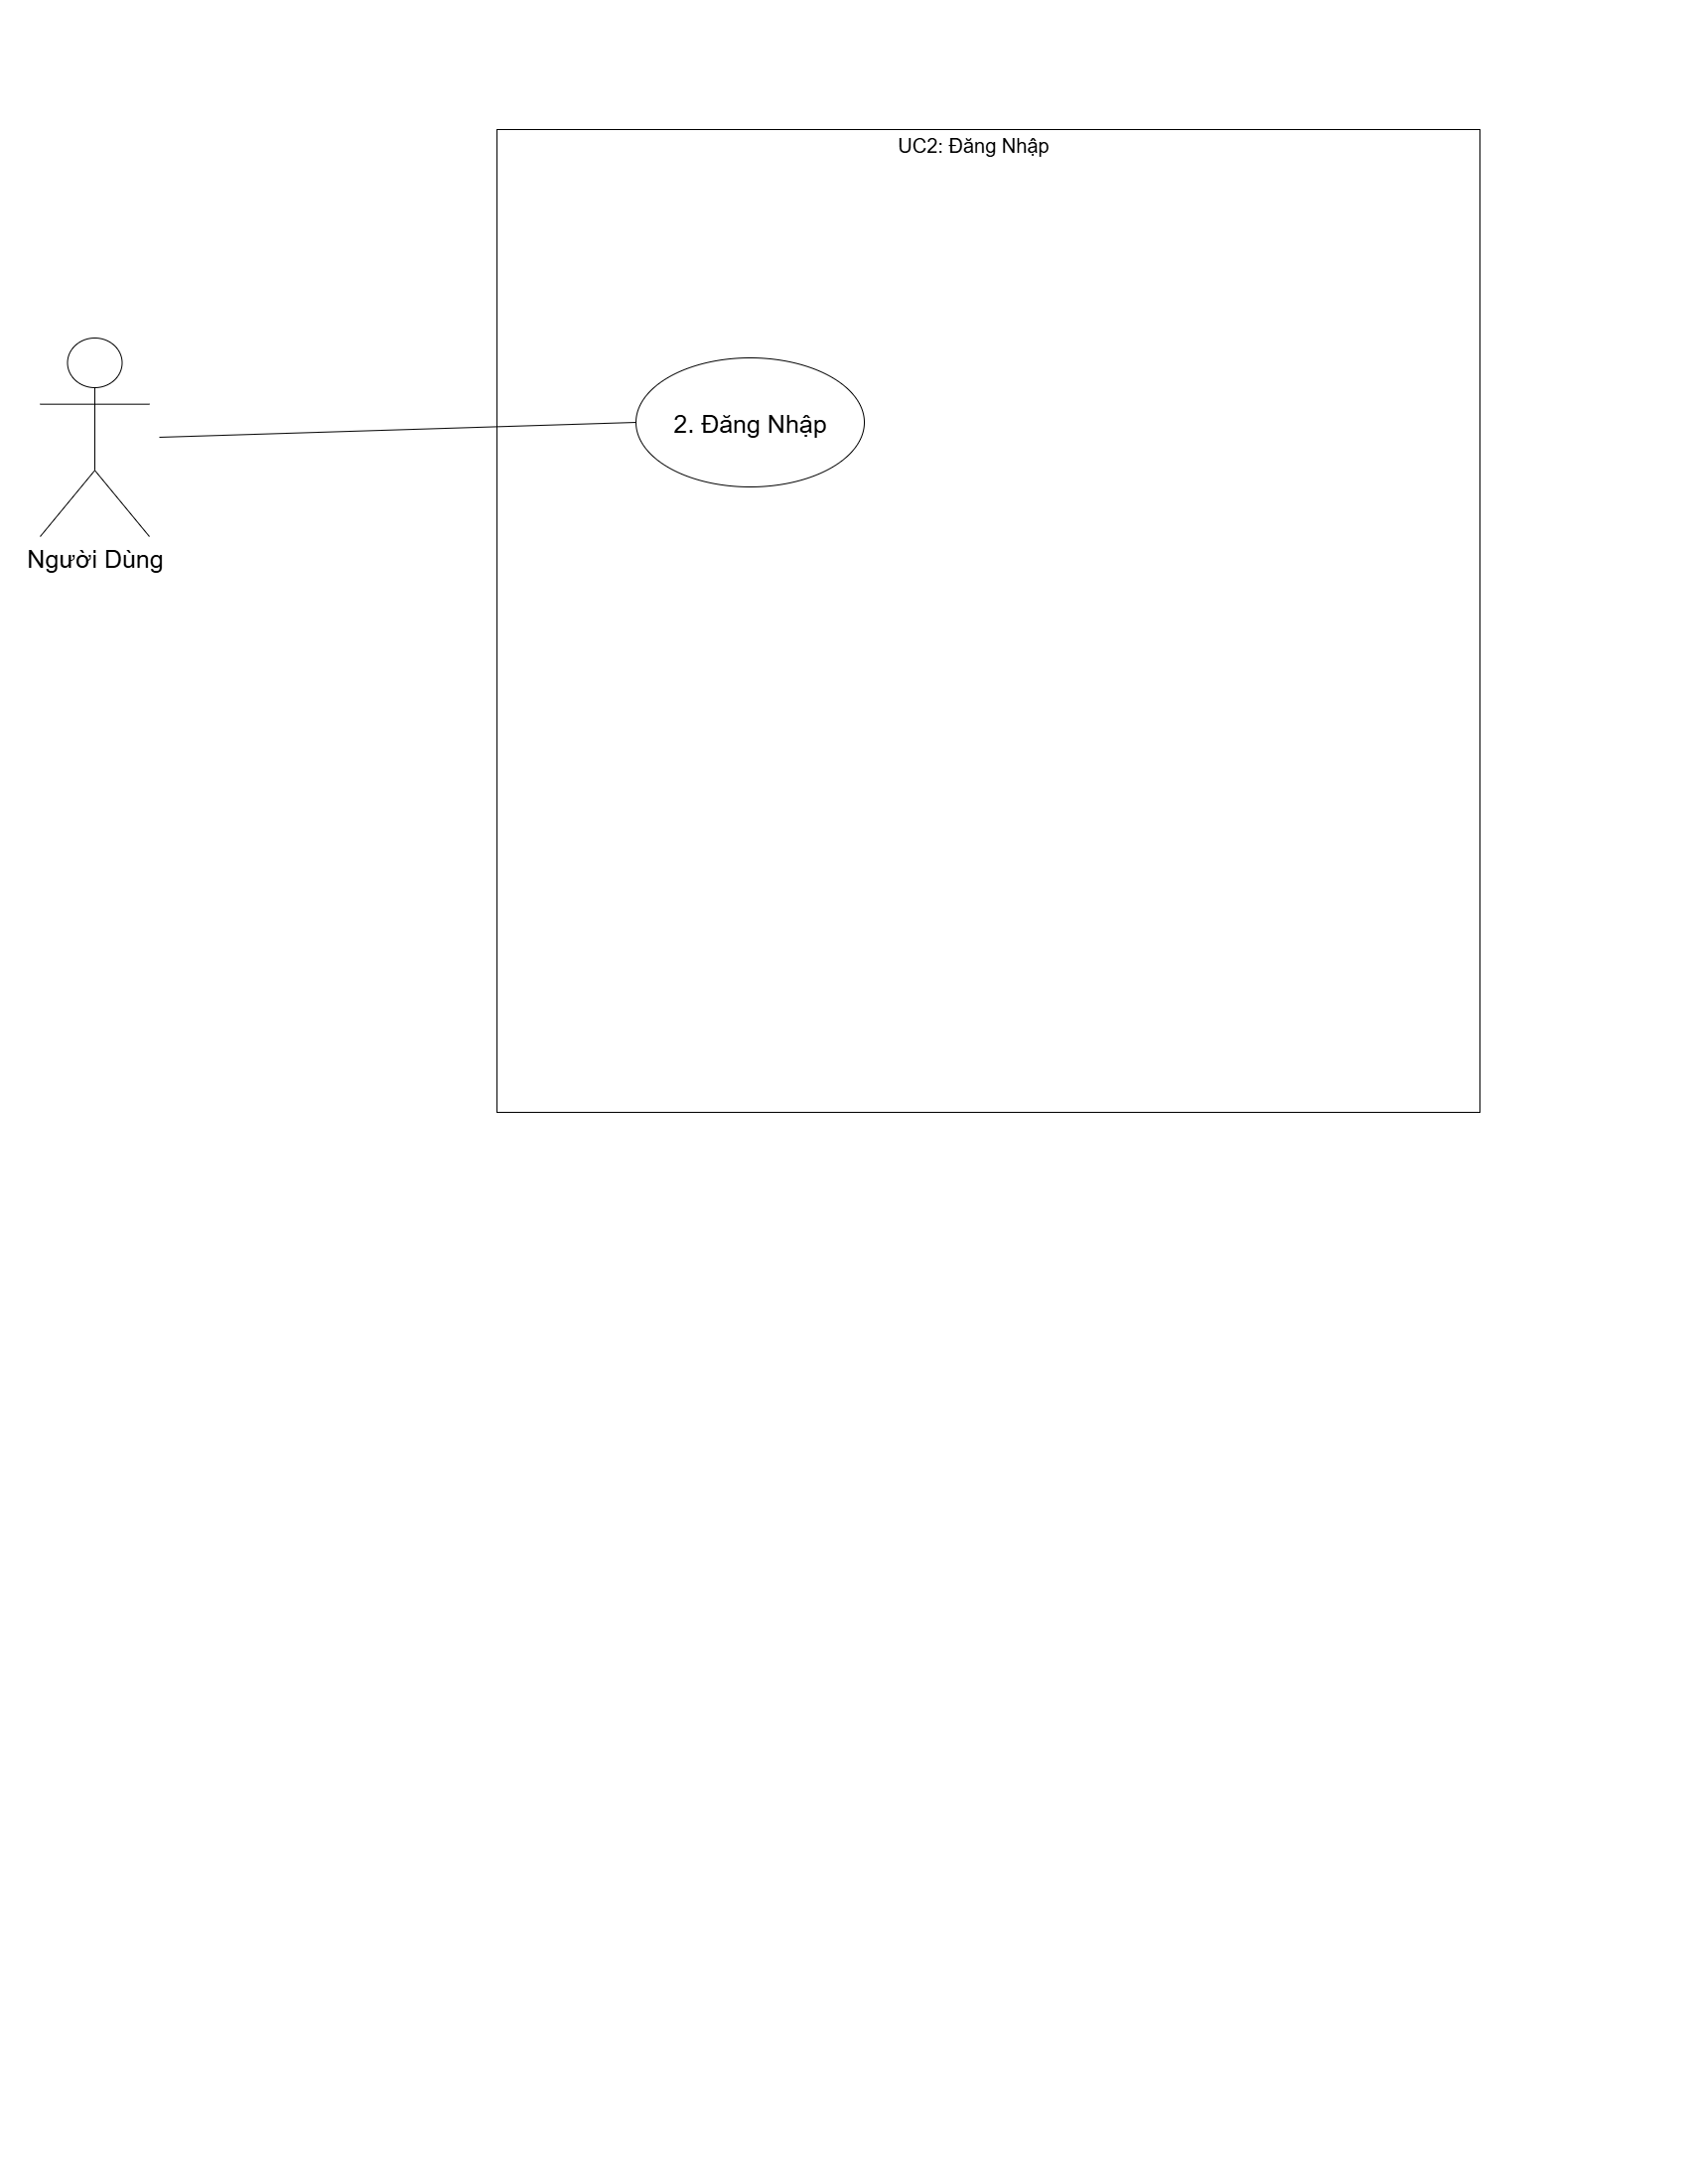 UC2: Đăng Nhập
2. Đăng Nhập
Người Dùng